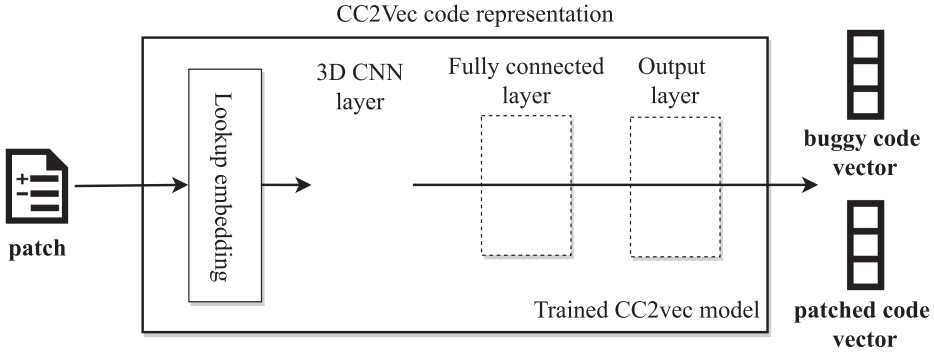 CC2Vec code representation
3D CNN
layer
Fully connected
layer
Output
layer
Lookup embedding
+
−
patch
buggy code
vector
Trained CC2vec model
patched code
vector